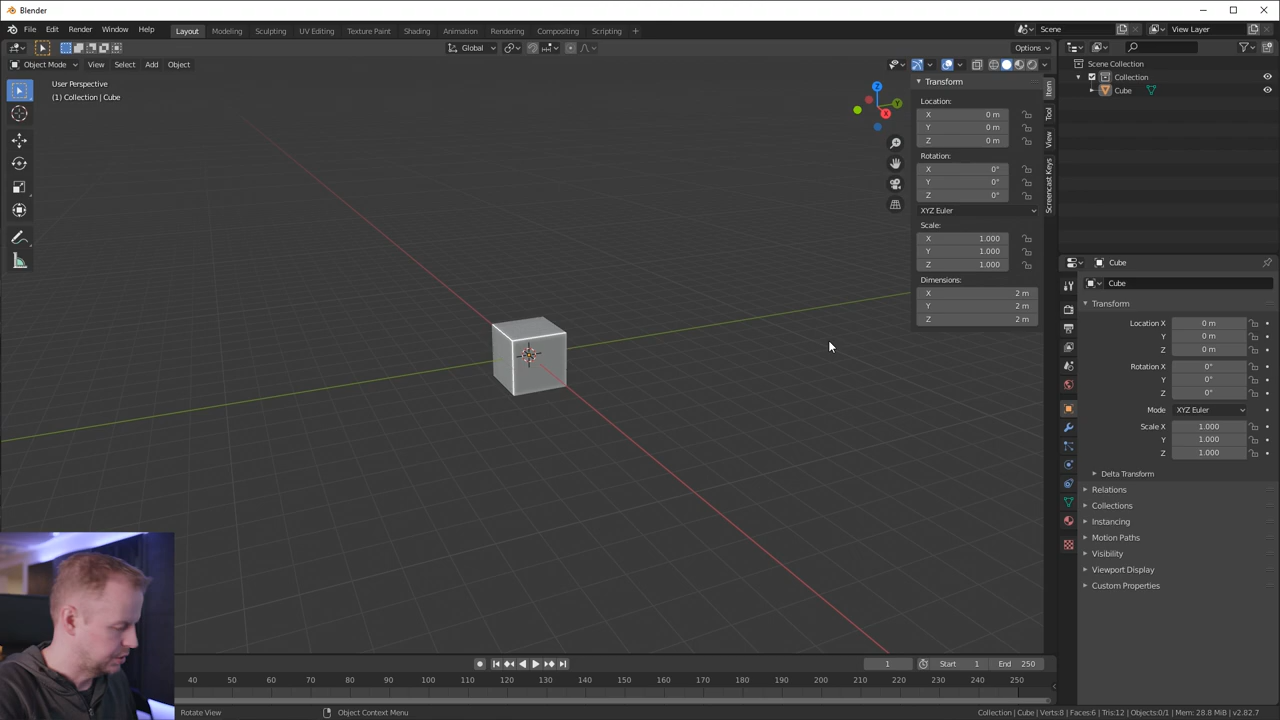 Blender
File Edit Render Window Help Layout Modeling Sculpting UV Editing Texture Paint Shading Animation Rendering Compositing Scripting + Scene View Layer
Global Options
Object Mode View Select Add Object
User Perspective
(1) Collection | Cube
Z
Y
X
Transform
Location:
X 0 m
Y 0 m
Z 0 m
Rotation:
X 0°
Y 0°
Z 0°
XYZ Euler
Scale:
X 1.000
Y 1.000
Z 1.000
Dimensions:
X 2 m
Y 2 m
Z 2 m
Item
Tool
View
Screencast Keys
Scene Collection
Collection
Cube
Cube
Cube
Transform
Location X 0 m
Y 0 m
Z 0 m
Rotation X 0°
Y 0°
Z 0°
Mode XYZ Euler
Scale X 1.000
Y 1.000
Z 1.000
Delta Transform
Relations
Collections
Instancing
Motion Paths
Visibility
Viewport Display
Custom Properties
1 Start 1 End 250
40 50 60 70 80 90 100 110 120 130 140 150 160 170 180 190 200 210 220 230 240 250
Rotate View Object Context Menu Collection | Cube | Verts:8 | Faces:6 | Tris:12 | Objects:0/1 | Mem: 28.8 MiB | v2.82.7